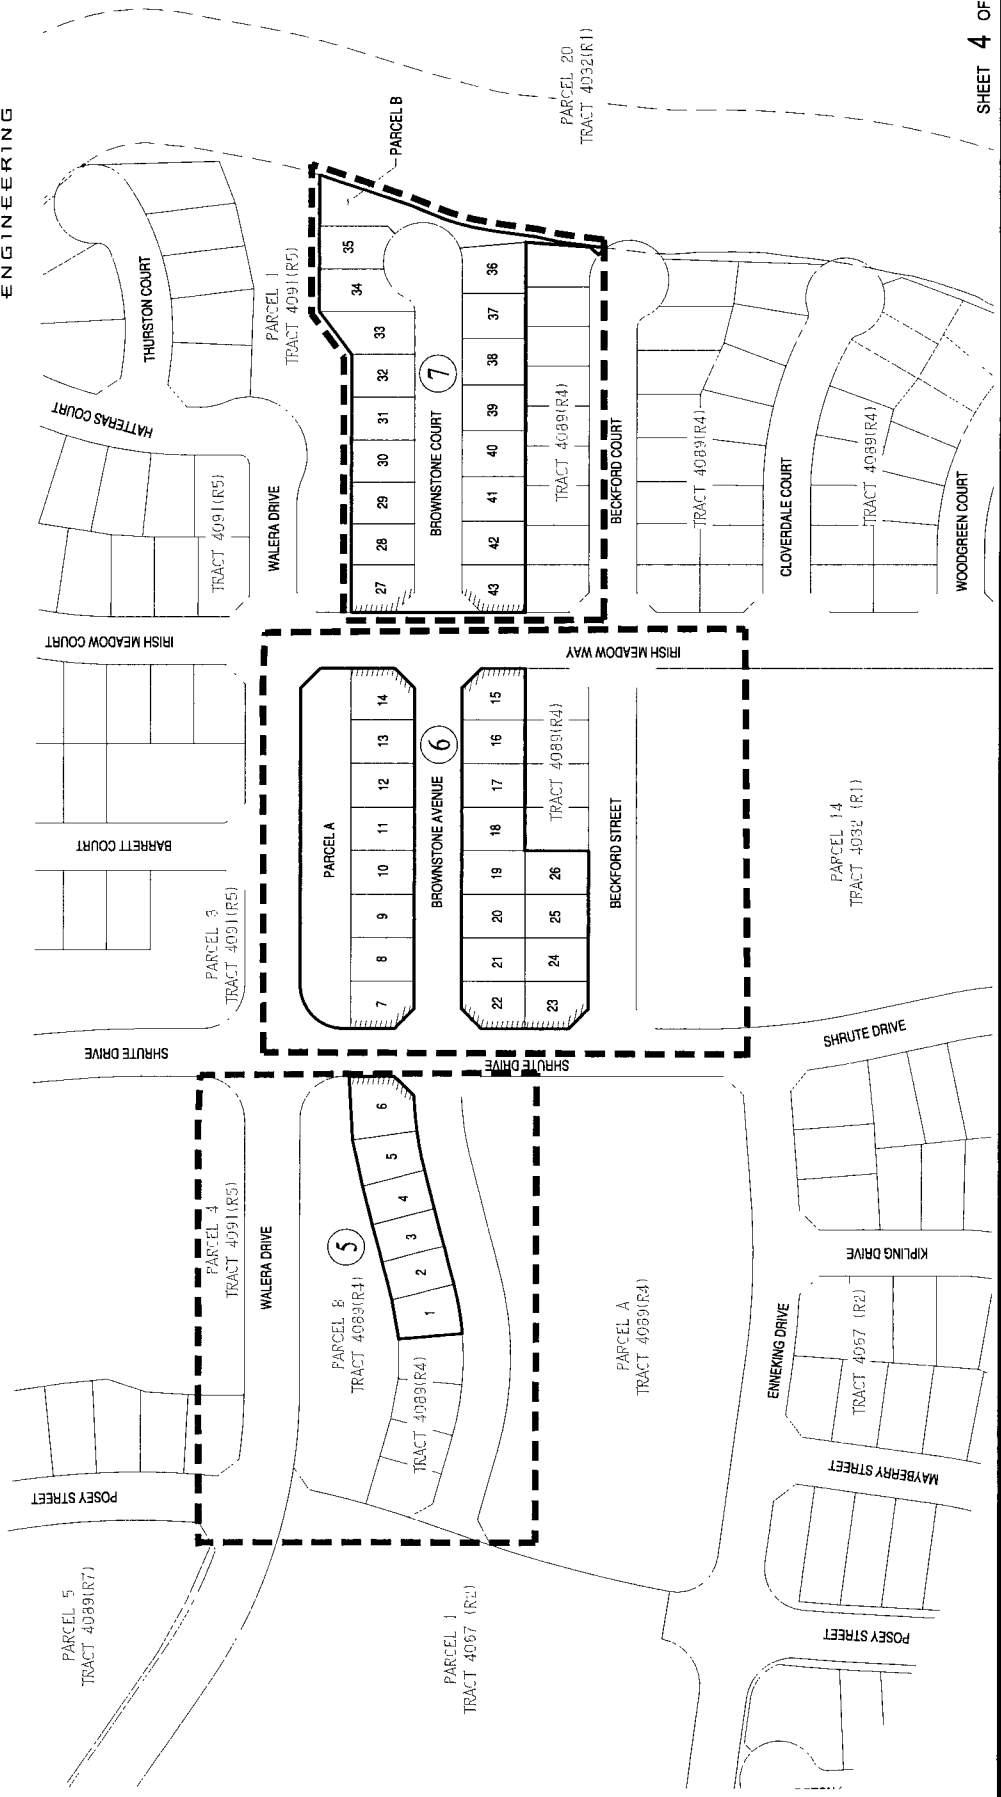 ENGINEERING
SHEET 4 OF
PARCEL 20
TRACT 4032(R1)
PARCEL B
THURSTON COURT
PARCEL 1
TRACT 4091(R5)
HATTERAS COURT
TRACT 4091(R5)
WALERA DRIVE
IRISH MEADOW COURT
35
34
33
32
31
30
29
28
27
BROWNSTONE COURT
7
36
37
38
39
40
41
42
43
TRACT 4089(R4)
BECKFORD COURT
TRACT 4089(R4)
CLOVERDALE COURT
TRACT 4089(R4)
WOODGREEN COURT
IRISH MEADOW WAY
BARRETT COURT
PARCEL 3
TRACT 4091(R5)
SHRUTE DRIVE
PARCEL A
14
13
12
11
10
9
8
7
BROWNSTONE AVENUE
6
15
16
17
18
19
20
21
22
TRACT 4089(R4)
26
25
24
23
BECKFORD STREET
PARCEL 14
TRACT 4032 (R1)
SHRUTE DRIVE
SHRUTE DRIVE
PARCEL 4
TRACT 4091(R5)
WALERA DRIVE
5
6
5
4
3
2
1
PARCEL B
TRACT 4089(R4)
TRACT 4089(R4)
PARCEL A
TRACT 4089(R4)
KIPLING DRIVE
ENNEKING DRIVE
TRACT 4067 (R2)
MAYBERRY STREET
POSEY STREET
POSEY STREET
PARCEL 5
TRACT 4089(R7)
PARCEL 1
TRACT 4067 (R2)